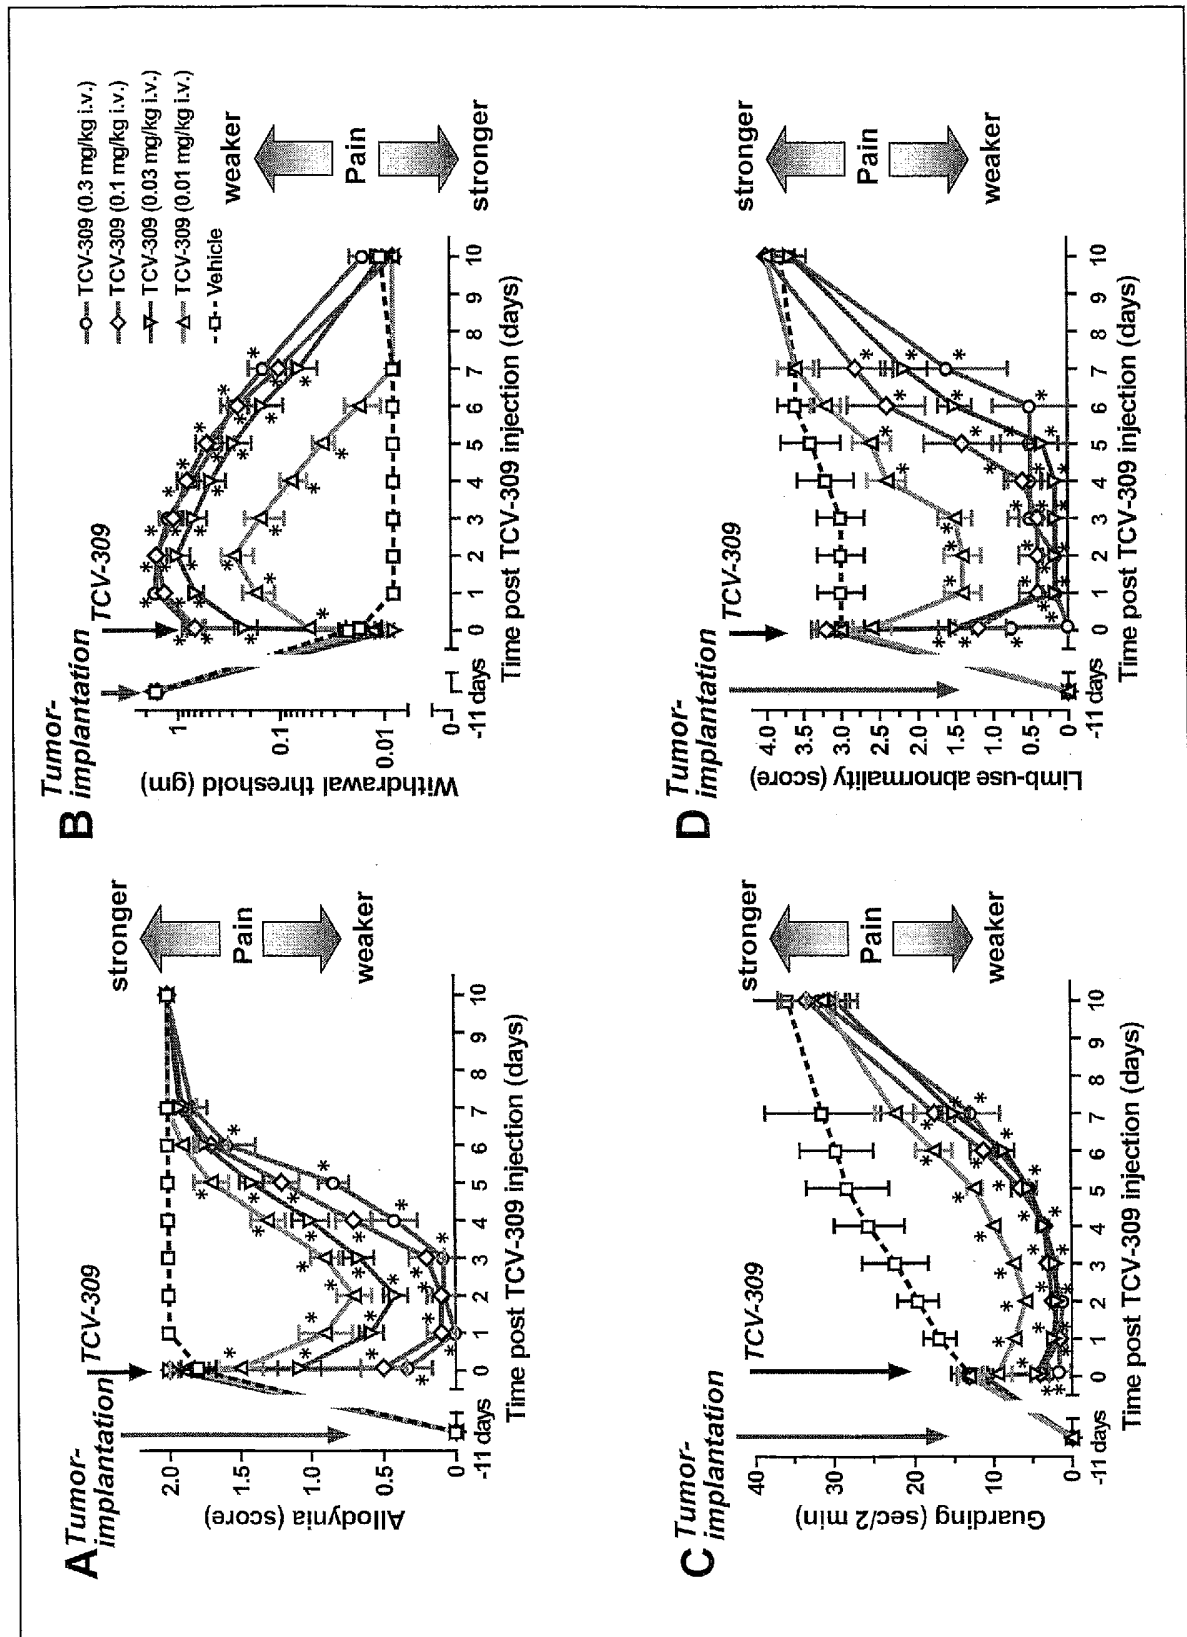 A
Tumor-
implantation
TCV-309
stronger
Pain
weaker
Allodynia (score)
2.0
1.5
1.0
0.5
0
-11 days
0 1 2 3 4 5 6 7 8 9 10
Time post TCV-309 injection (days)
B
Tumor-
implantation
TCV-309
TCV-309 (0.3 mg/kg i.v.)
TCV-309 (0.1 mg/kg i.v.)
TCV-309 (0.03 mg/kg i.v.)
TCV-309 (0.01 mg/kg i.v.)
Vehicle
weaker
Pain
stronger
Withdrawal threshold (gm)
1
0.1
0.01
0
-11 days
0 1 2 3 4 5 6 7 8 9 10
Time post TCV-309 injection (days)
C
Tumor-
implantation
TCV-309
stronger
Pain
weaker
Guarding (sec/2 min)
40
30
20
10
0
-11 days
0 1 2 3 4 5 6 7 8 9 10
Time post TCV-309 injection (days)
D
Tumor-
implantation
TCV-309
stronger
Pain
weaker
Limb-use abnormality (score)
4.0
3.0
2.5
1.5
1.0
0.5
0
-11 days
0 1 2 3 4 5 6 7 8 9 10
Time post TCV-309 injection (days)